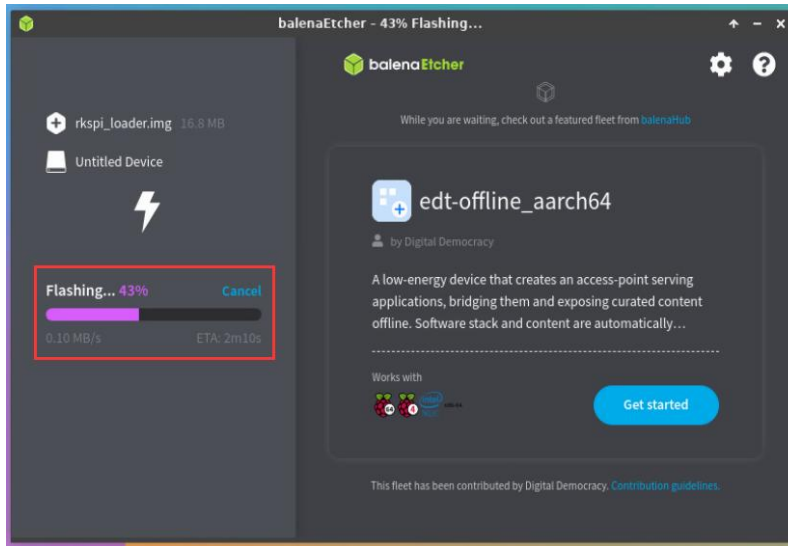 balenaEtcher - 43% Flashing...
balenaEtcher
While you are waiting, check out a featured fleet from balenaHub
rkspi_loader.img 16.8 MB
Untitled Device
edt-offline_aarch64
by Digital Democracy
Flashing... 43% Cancel
0.10 MB/s ETA: 2m10s
A low-energy device that creates an access-point serving
applications, bridging them and exposing curated content
offline. Software stack and content are automatically…
Works with
64 4
Get started
This fleet has been contributed by Digital Democracy. Contribution guidelines.